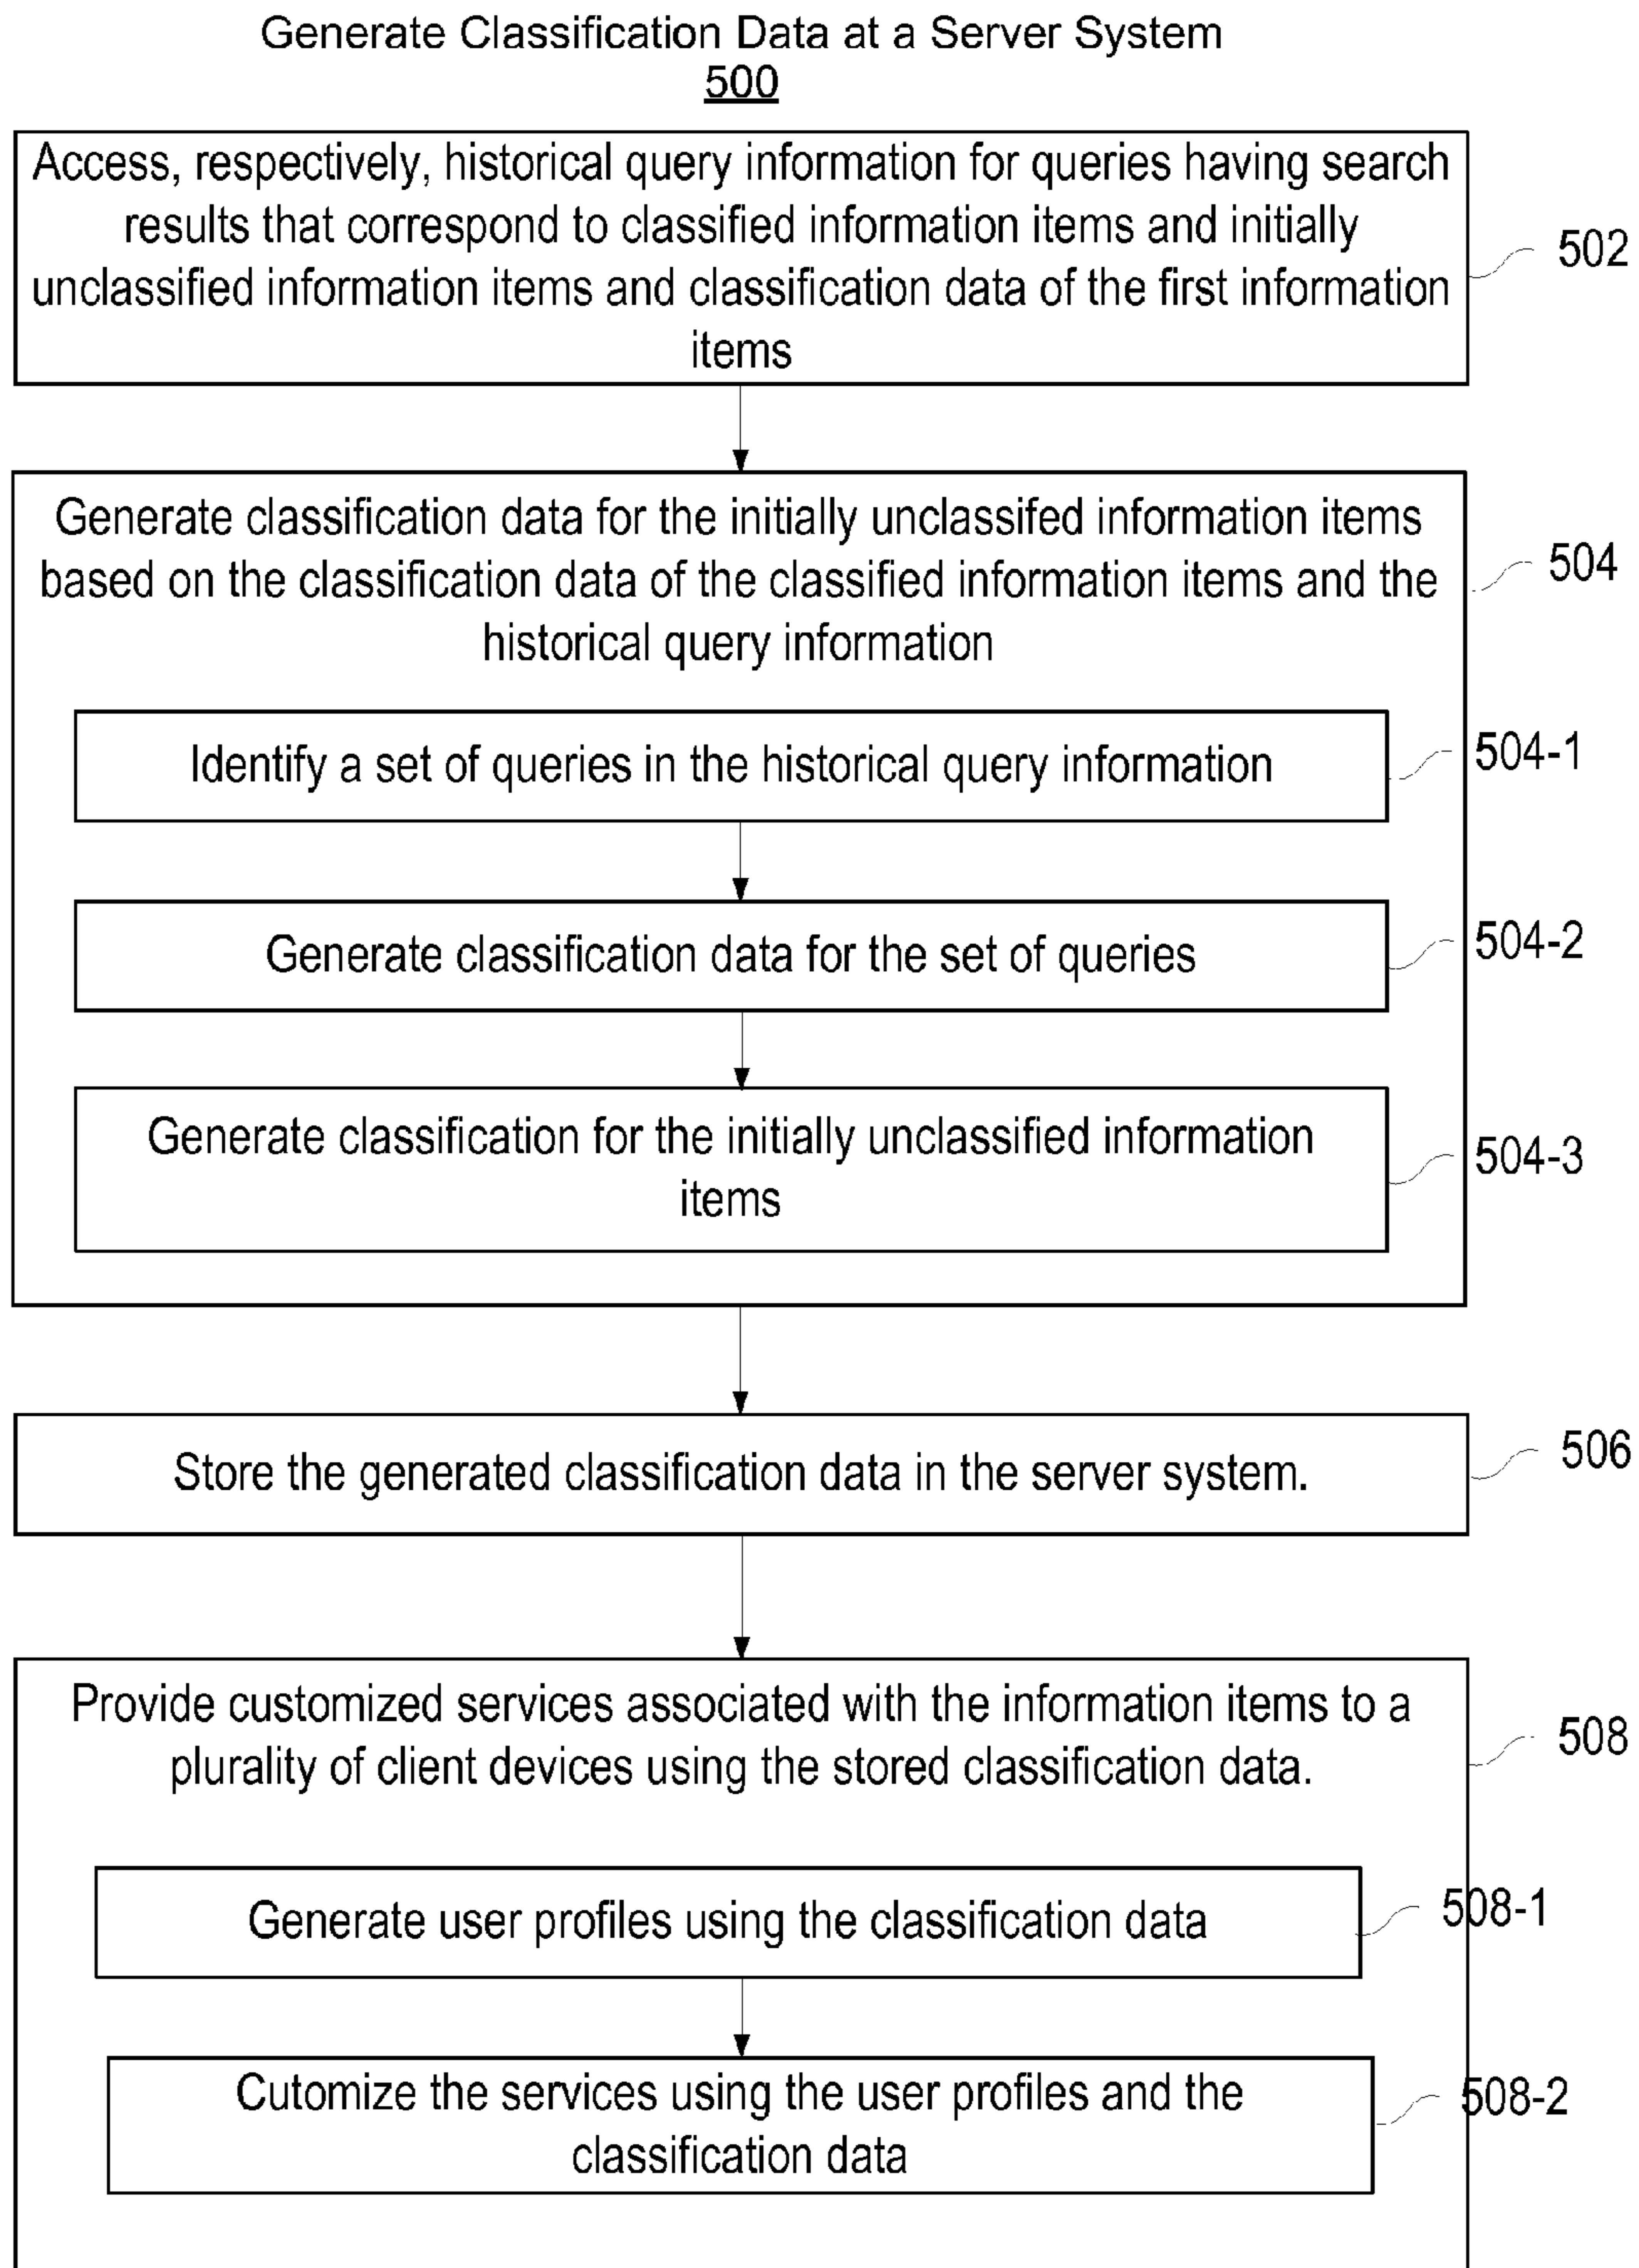 Generate Classification Data at a Server System
500
Access, respectively, historical query information for queries having search
results that correspond to classified information items and initially
unclassified information items and classification data of the first information
items
502
Generate classification data for the initially unclassifed information items
based on the classification data of the classified information items and the
historical query information
504
Identify a set of queries in the historical query information
504-1
Generate classification data for the set of queries
504-2
Generate classification for the initially unclassified information
items
504-3
Store the generated classification data in the server system.
506
Provide customized services associated with the information items to a
plurality of client devices using the stored classification data.
508
Generate user profiles using the classification data
508-1
Cutomize the services using the user profiles and the
classification data
508-2